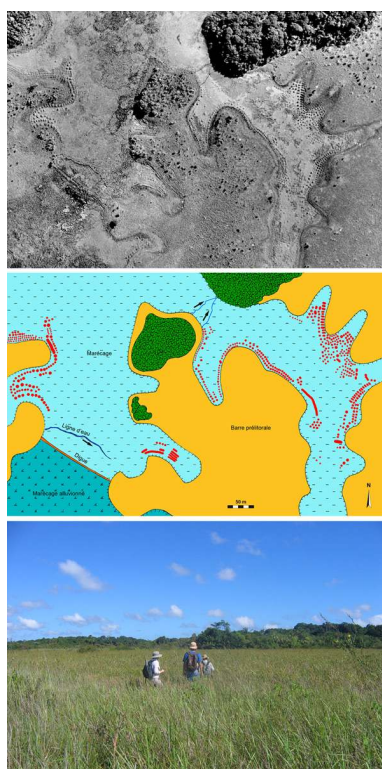 Marécage
Ligne d'eau
Barre prélittorale
Digue
Marécage alluvionné
50 m
N